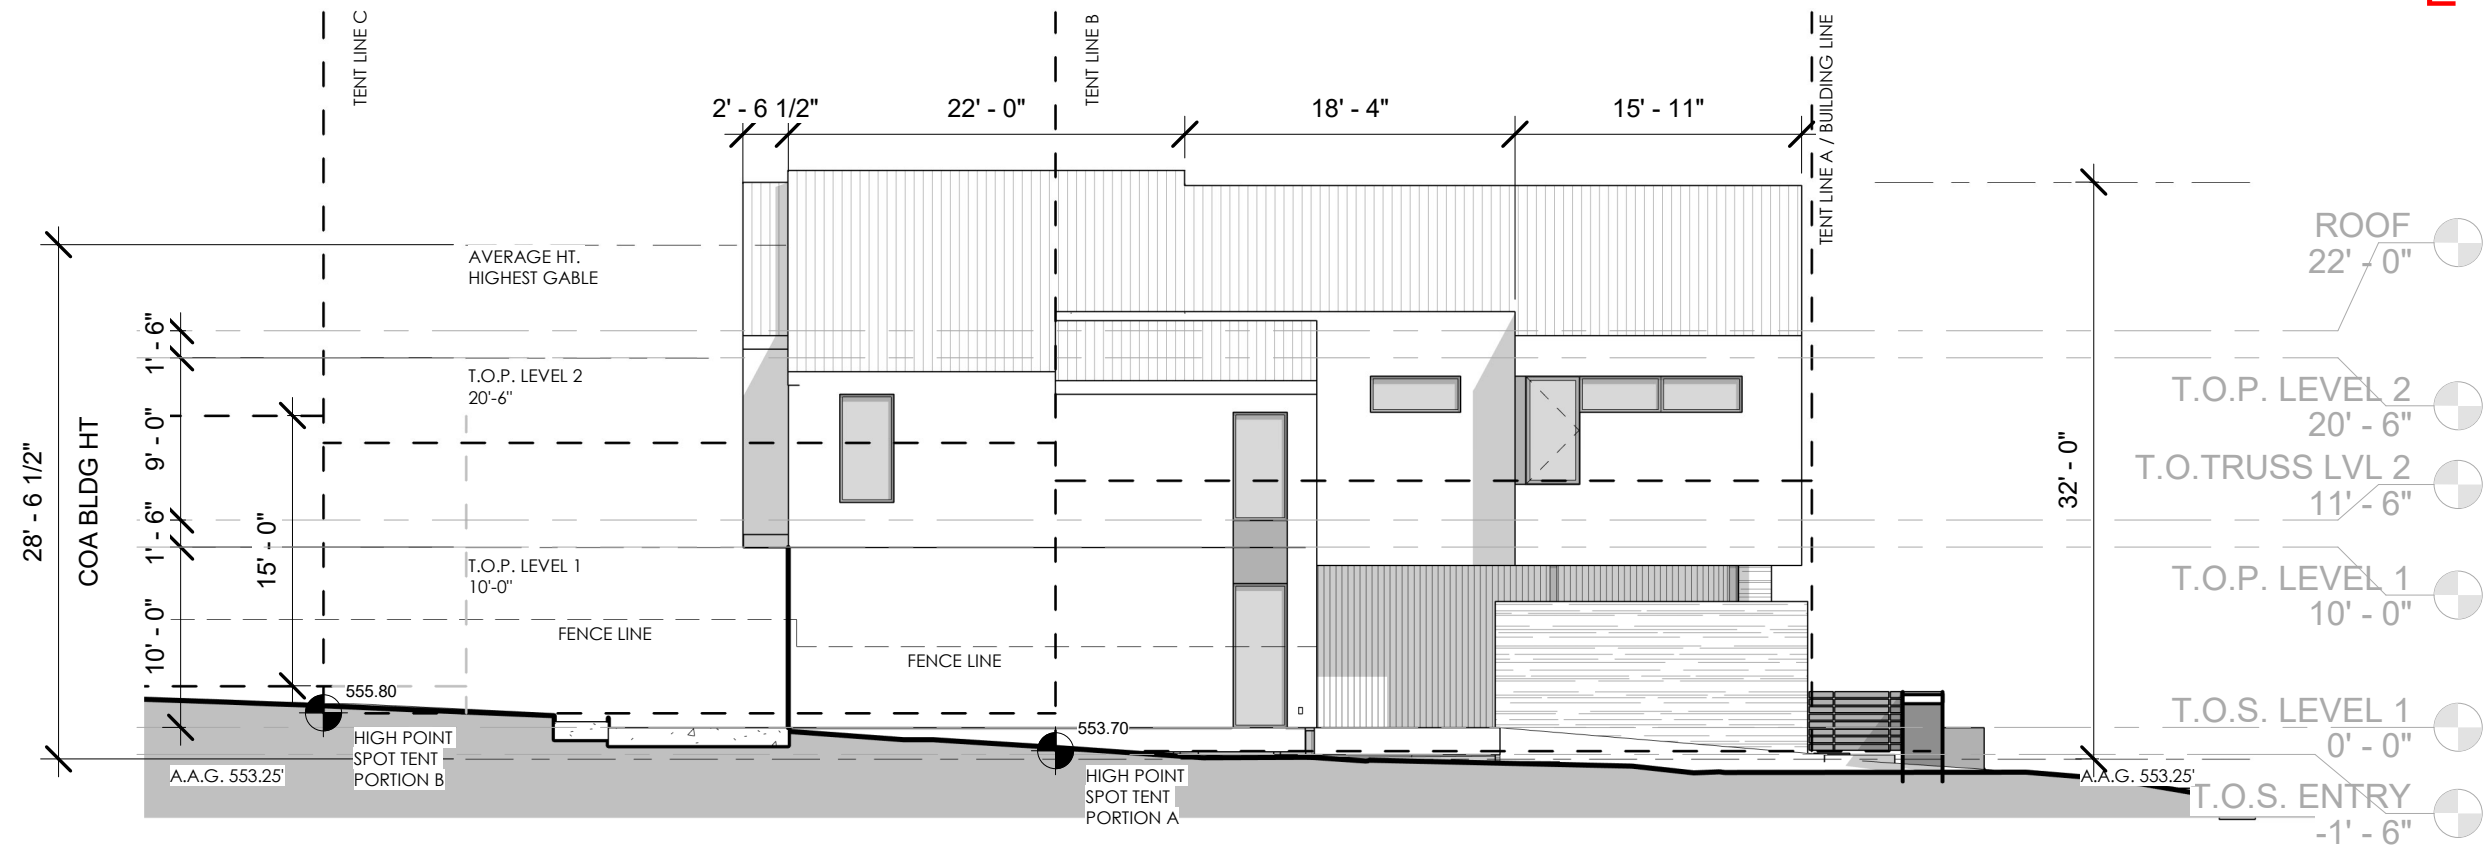 TENT LINE C
TENT LINE B
TENT LINE A / BUILDING LINE
2' - 6 1/2"
22' - 0"
18' - 4"
15' - 11"
AVERAGE HT.
HIGHEST GABLE
T.O.P. LEVEL 2
20'-6"
T.O.P. LEVEL 1
10'-0"
FENCE LINE
FENCE LINE
28' - 6 1/2"
COA BLDG HT
1' - 6"
9' - 0"
1' - 6"
10' - 0"
15' - 0"
32' - 0"
555.80
HIGH POINT
SPOT TENT
PORTION B
A.A.G. 553.25'
553.70
HIGH POINT
SPOT TENT
PORTION A
A.A.G. 553.25'
ROOF
22' - 0"
T.O.P. LEVEL 2
20' - 6"
T.O.TRUSS LVL 2
11' - 6"
T.O.P. LEVEL 1
10' - 0"
T.O.S. LEVEL 1
0' - 0"
T.O.S. ENTRY
-1' - 6"